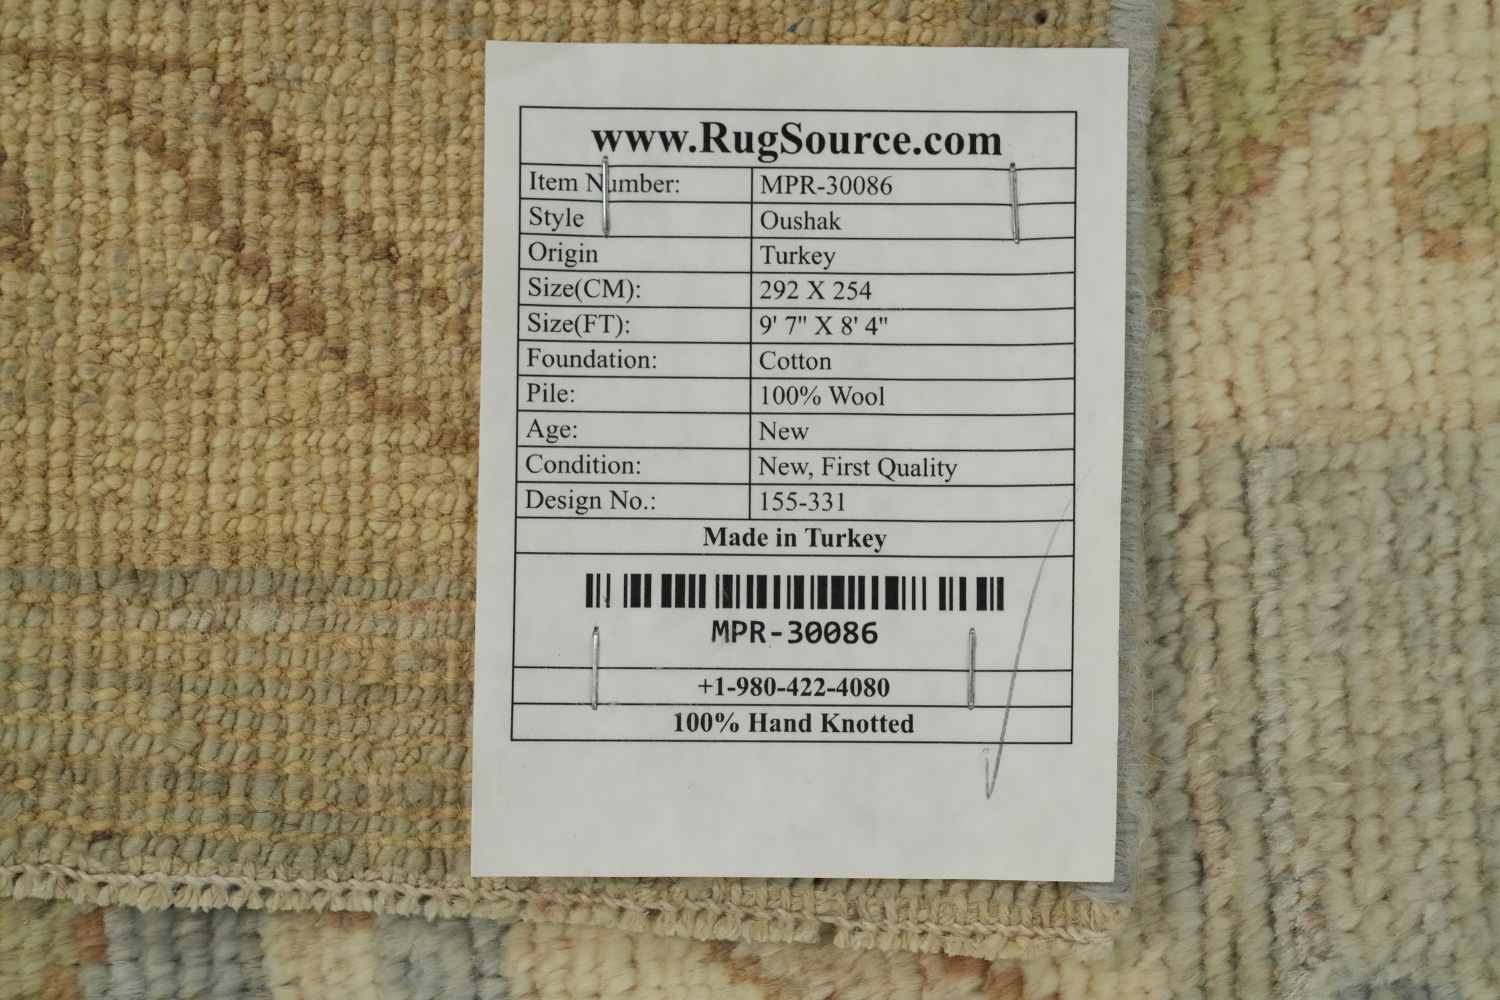 www.RugSource.com
Item Number: MPR-30086
Style Oushak
Origin Turkey
Size(CM): 292 X 254
Size(FT): 9' 7" X 8' 4"
Foundation: Cotton
Pile: 100% Wool
Age: New
Condition: New, First Quality
Design No.: 155-331
Made in Turkey
MPR-30086
+1-980-422-4080
100% Hand Knotted